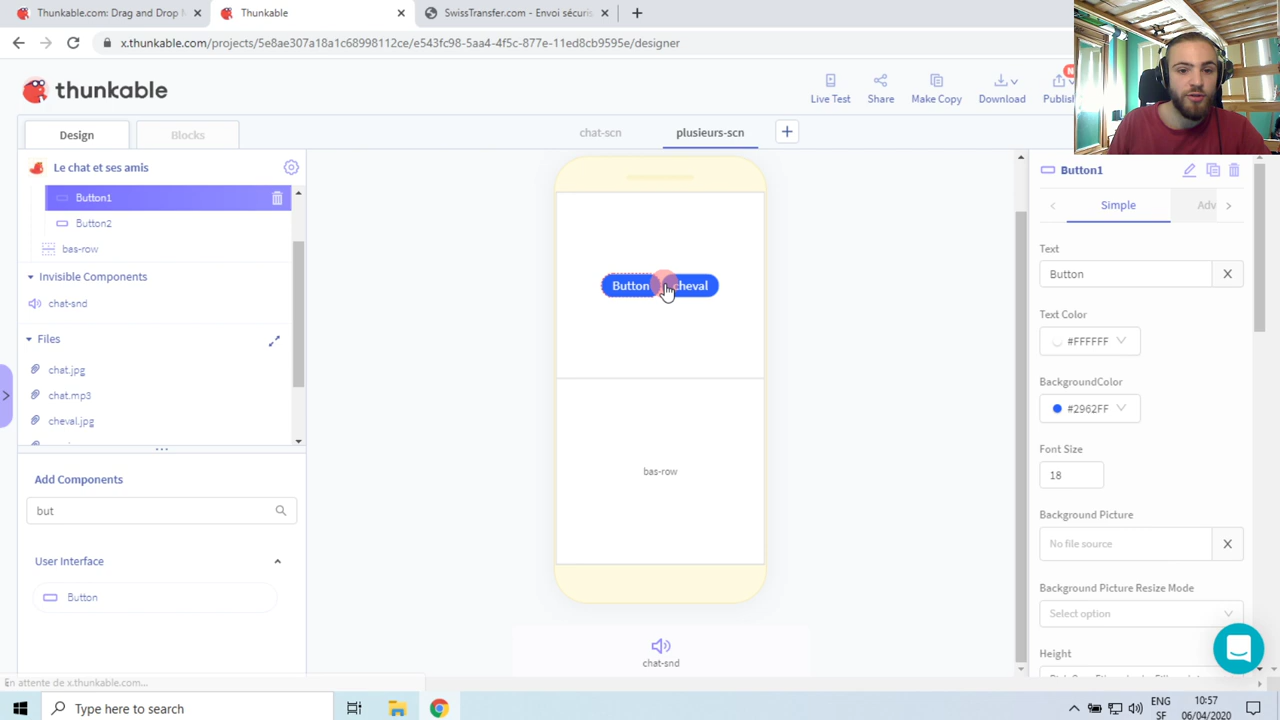 Thunkable.com: Drag and Drop M
Thunkable
SwissTransfer.com - Envoi sécuris
x.thunkable.com/projects/5e8ae307a18a1c68998112ce/e543fc98-5aa4-4f5c-877e-11ed8cb9595e/designer
thunkable
Live Test
Share
Make Copy
Download
Publish
N
Design
Blocks
chat-scn
plusieurs-scn
Le chat et ses amis
Button1
Button2
bas-row
Invisible Components
chat-snd
Files
chat.jpg
chat.mp3
cheval.jpg
Add Components
but
User Interface
Button
Button
cheval
bas-row
chat-snd
Button1
Simple
Adv
Text
Button
Text Color
#FFFFFF
BackgroundColor
#2962FF
Font Size
18
Background Picture
No file source
Background Picture Resize Mode
Select option
Height
En attente de x.thunkable.com...
Type here to search
ENG
SF
10:57
06/04/2020